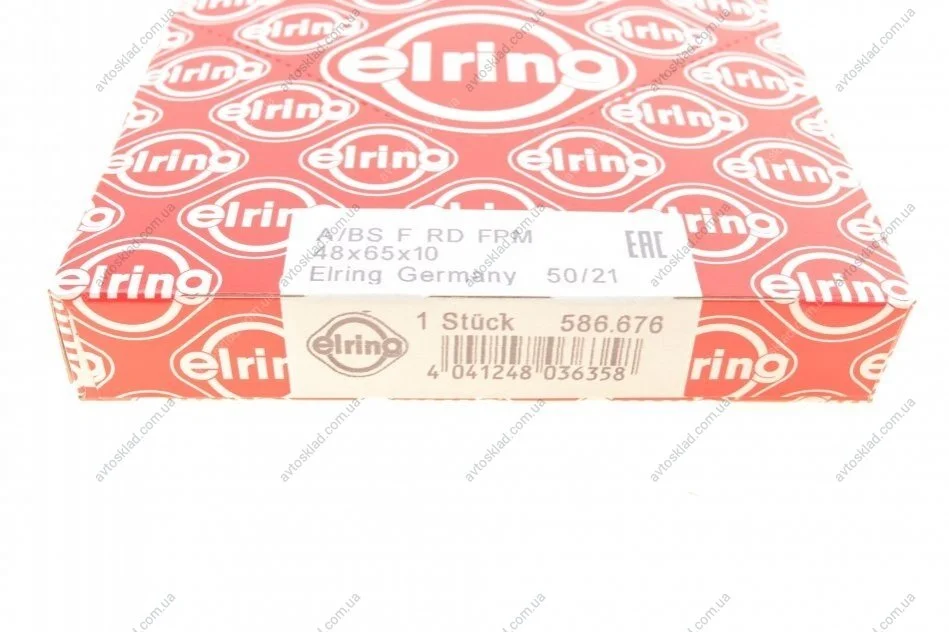 elring
A/BS F RD FPM
48x65x10
Elring Germany 50/21
EAC
1 Stück 586.676
elring
4 041248 036358
avtosklad.com.ua